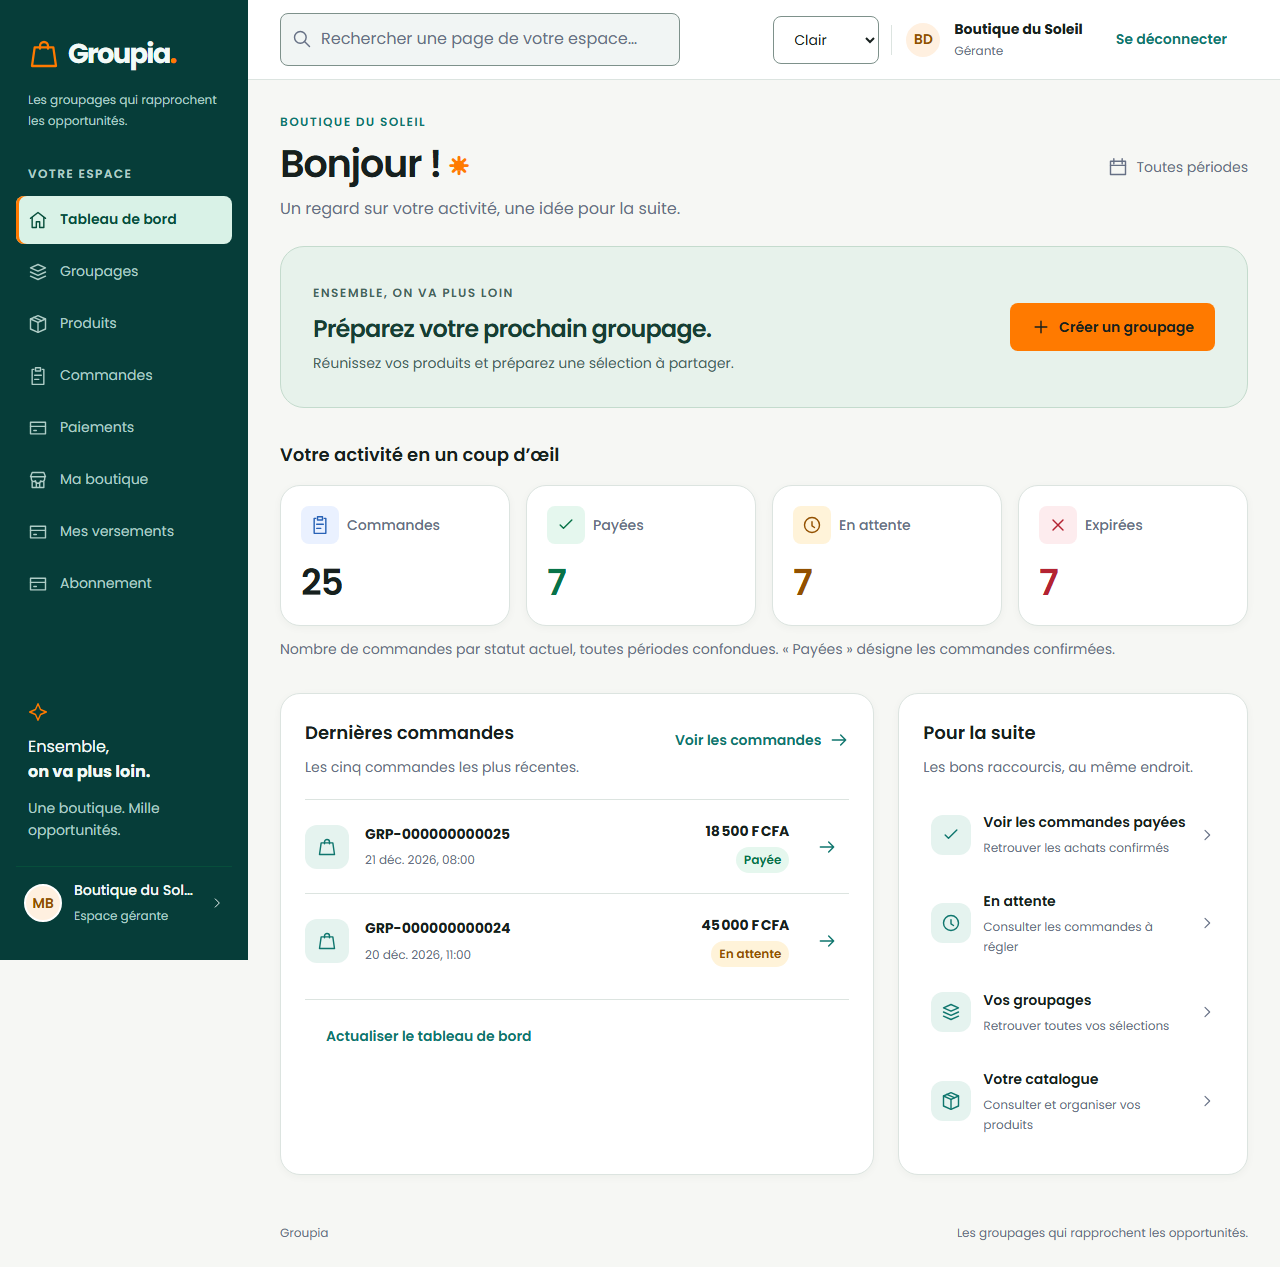 Groupia.
Les groupages qui rapprochent
les opportunités.
VOTRE ESPACE
Tableau de bord
Groupages
Produits
Commandes
Paiements
Ma boutique
Mes versements
Abonnement
Ensemble,
on va plus loin.
Une boutique. Mille
opportunités.
MB
Boutique du Sol...
Espace gérante
Rechercher une page de votre espace...
Clair
BD
Boutique du Soleil
Gérante
Se déconnecter
BOUTIQUE DU SOLEIL
Bonjour !
Toutes périodes
Un regard sur votre activité, une idée pour la suite.
ENSEMBLE, ON VA PLUS LOIN
Préparez votre prochain groupage.
Réunissez vos produits et préparez une sélection à partager.
Créer un groupage
Votre activité en un coup d’œil
Commandes
25
Payées
7
En attente
7
Expirées
7
Nombre de commandes par statut actuel, toutes périodes confondues. « Payées » désigne les commandes confirmées.
Dernières commandes
Voir les commandes
Les cinq commandes les plus récentes.
GRP-000000000025
21 déc. 2026, 08:00
18 500 F CFA
Payée
GRP-000000000024
20 déc. 2026, 11:00
45 000 F CFA
En attente
Actualiser le tableau de bord
Pour la suite
Les bons raccourcis, au même endroit.
Voir les commandes payées
Retrouver les achats confirmés
En attente
Consulter les commandes à
régler
Vos groupages
Retrouver toutes vos sélections
Votre catalogue
Consulter et organiser vos
produits
Groupia
Les groupages qui rapprochent les opportunités.